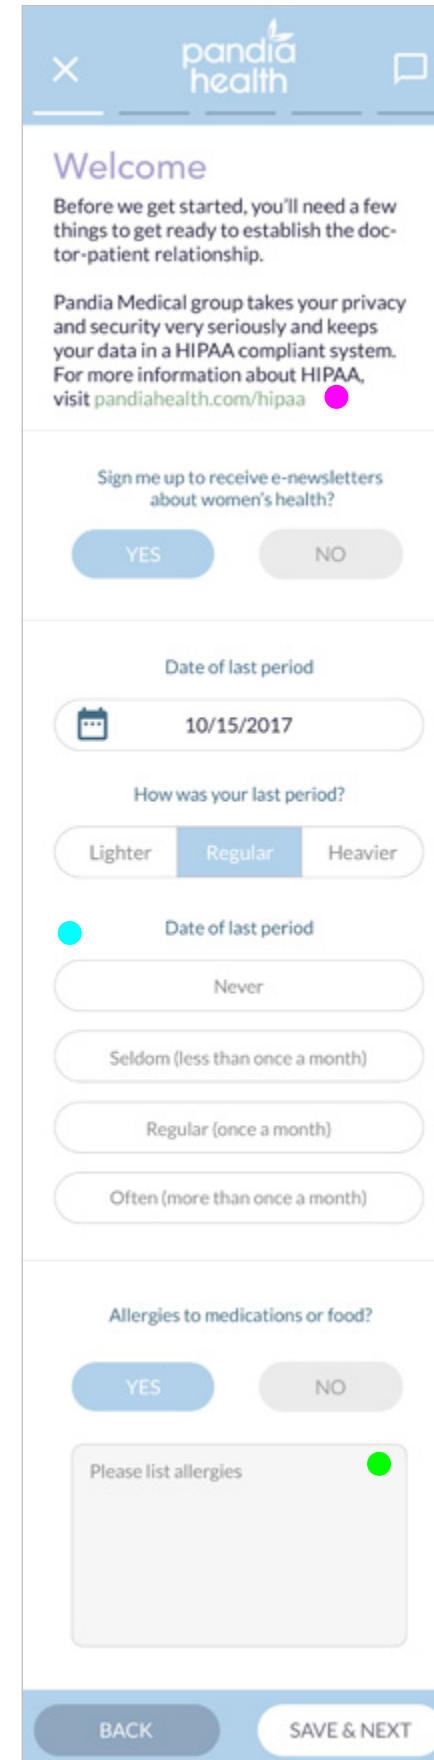 pandia
health
Welcome
Before we get started, you'll need a few
things to get ready to establish the doc-
tor-patient relationship.
Pandia Medical group takes your privacy
and security very seriously and keeps
your data in a HIPAA compliant system.
For more information about HIPAA,
visit pandiahealth.com/hipaa
Sign me up to receive e-newsletters
about women's health?
YES NO
Date of last period
10/15/2017
How was your last period?
Lighter Regular Heavier
Date of last period
Never
Seldom (less than once a month)
Regular (once a month)
Often (more than once a month)
Allergies to medications or food?
YES NO
Please list allergies
BACK SAVE & NEXT